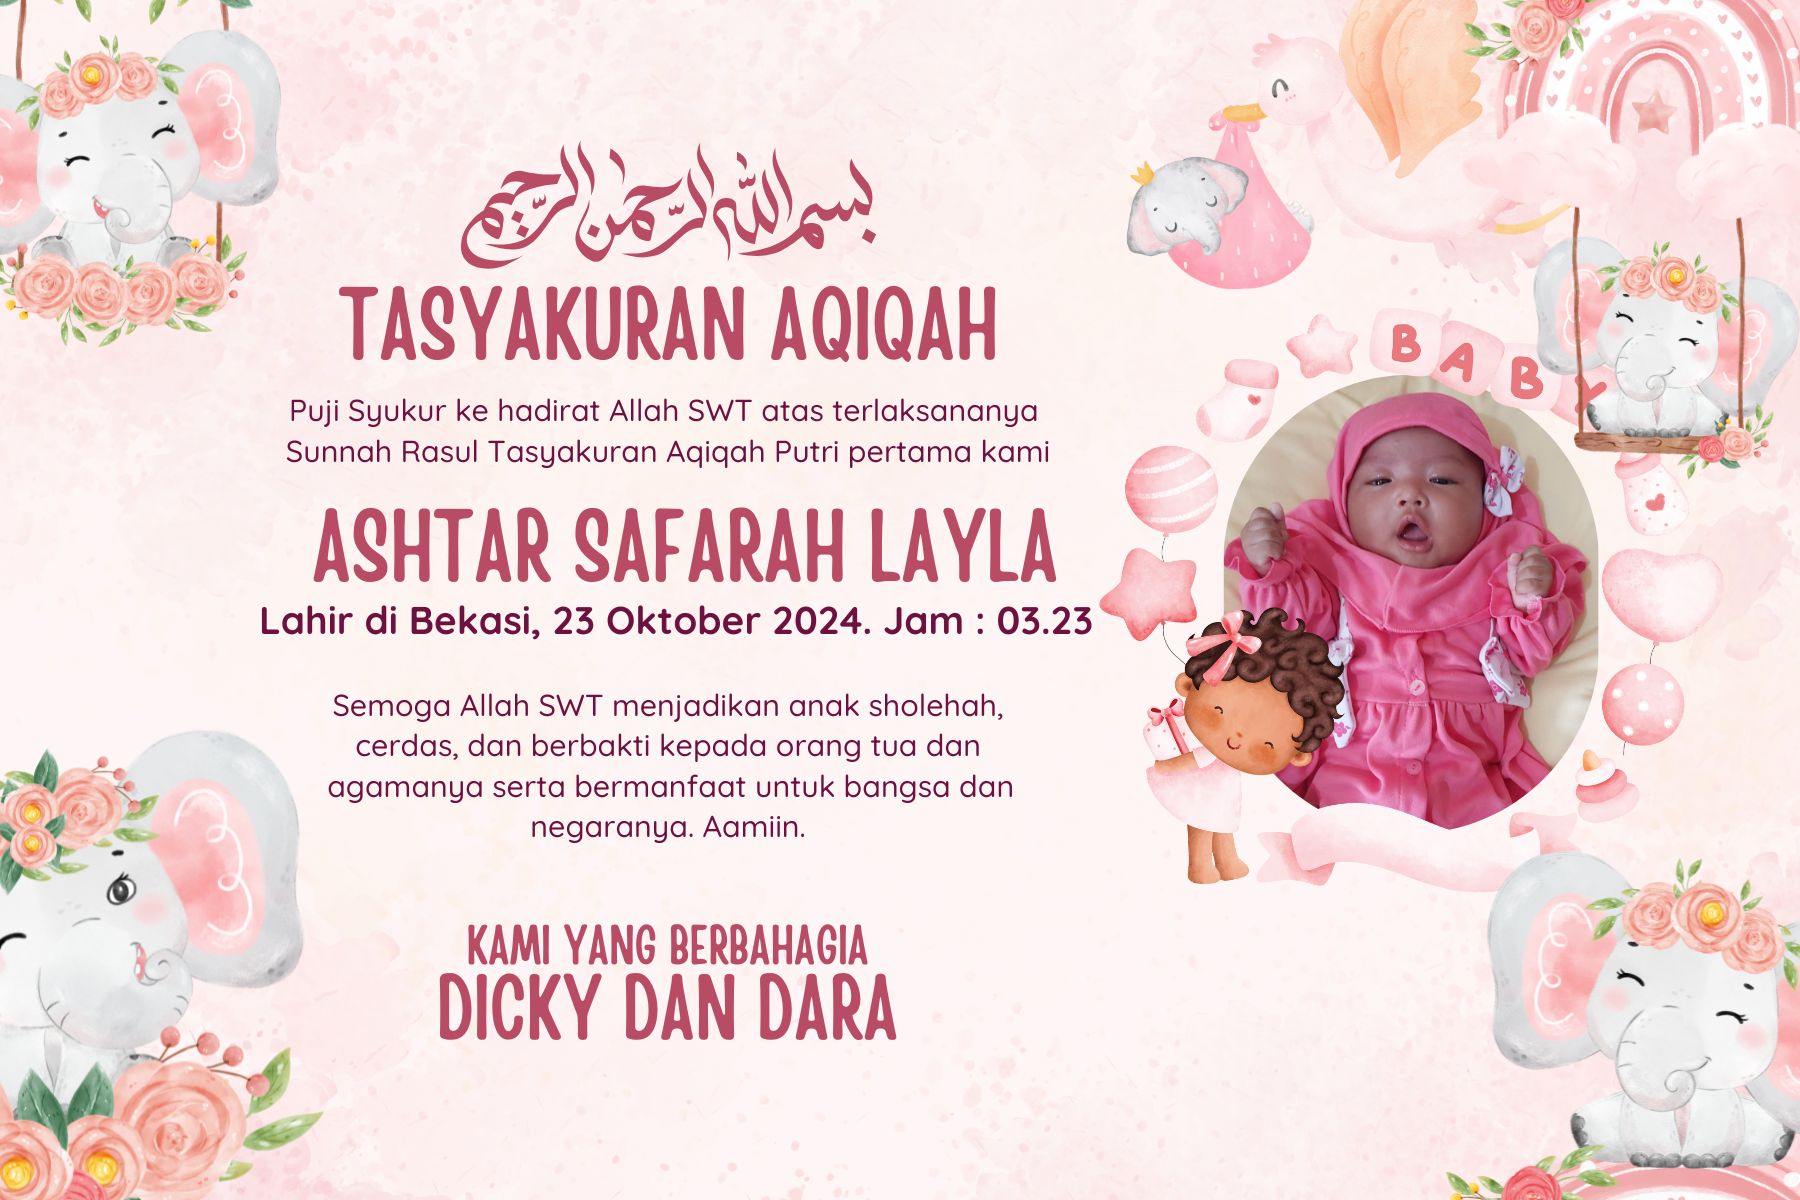 بسم الله الرحمن الرحيم
TASYAKURAN AQIQAH
Puji Syukur ke hadirat Allah SWT atas terlaksananya
Sunnah Rasul Tasyakuran Aqiqah Putri pertama kami
ASHTAR SAFARAH LAYLA
Lahir di Bekasi, 23 Oktober 2024. Jam : 03.23
Semoga Allah SWT menjadikan anak sholehah,
cerdas, dan berbakti kepada orang tua dan
agamanya serta bermanfaat untuk bangsa dan
negaranya. Aamiin.
KAMI YANG BERBAHAGIA
DICKY DAN DARA
BABY